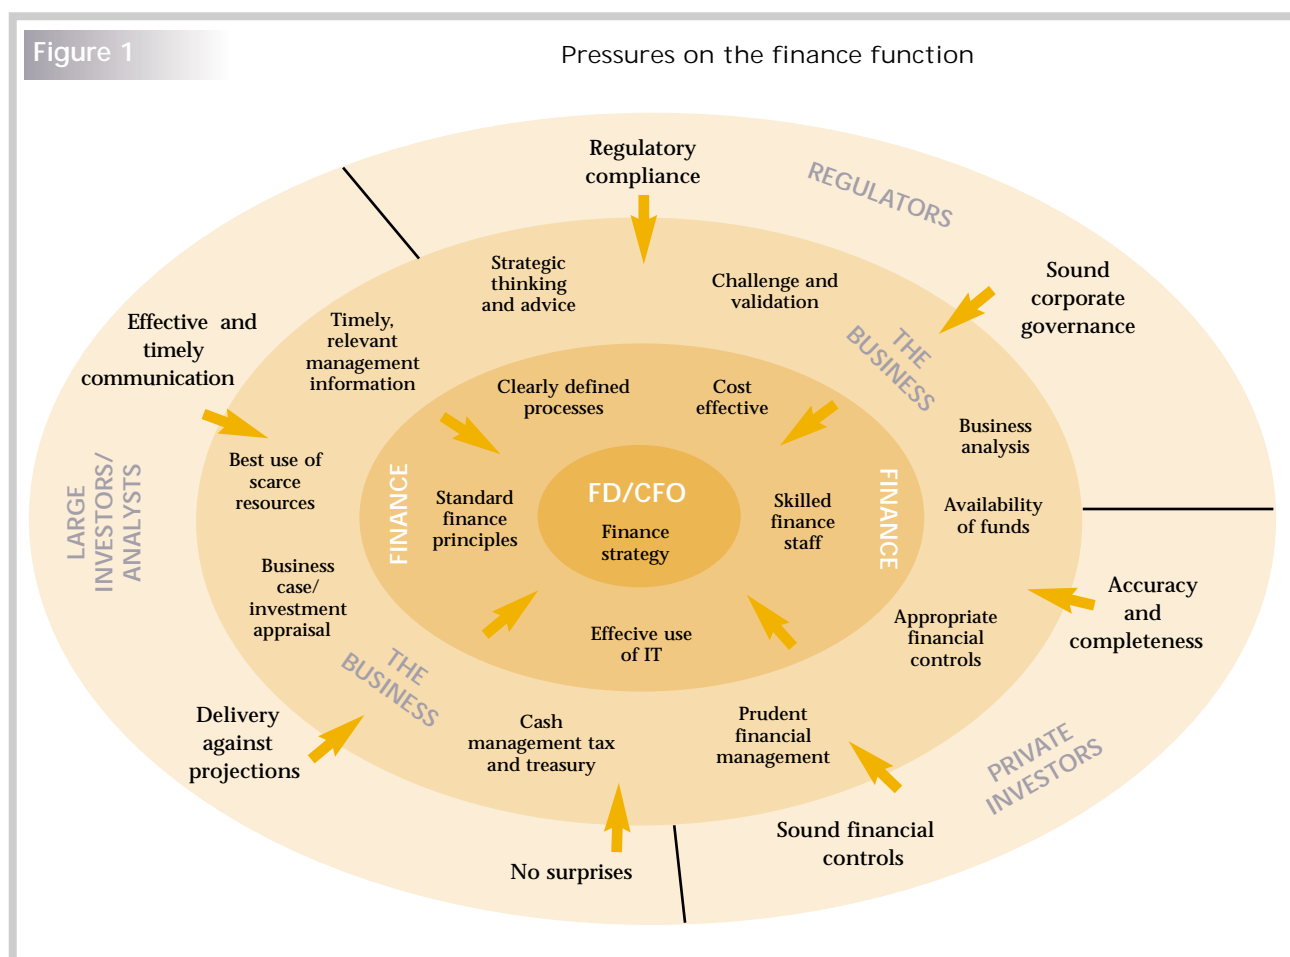 Figure 1
Pressures on the finance function
Regulatory
compliance
REGULATORS
Sound
corporate
governance
Strategic
thinking
and advice
Challenge and
validation
THE
BUSINESS
Effective and
timely
communication
Timely,
relevant
management
information
Clearly defined
processes
Cost
effective
Business
analysis
LARGE
INVESTORS/
ANALYSTS
Best use of
scarce
resources
FINANCE
Standard
finance
principles
FD/CFO
Finance
strategy
Skilled
finance
staff
FINANCE
Availability
of funds
Business
case/
investment
appraisal
Effecive use
of IT
Appropriate
financial
controls
Accuracy
and
completeness
THE
BUSINESS
Delivery
against
projections
Cash
management tax
and treasury
Prudent
financial
management
PRIVATE
INVESTORS
No surprises
Sound financial
controls